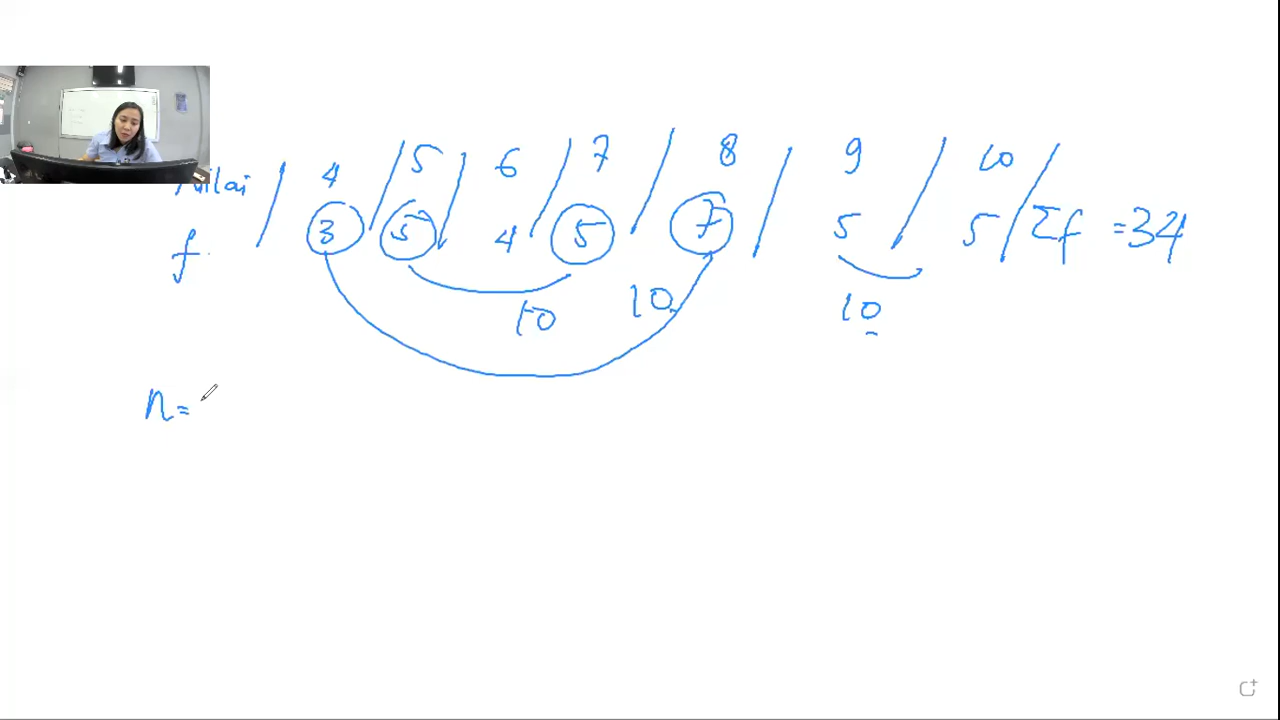 Nilai / 4 / 5 / 6 / 7 / 8 / 9 / 10 /
f. 3 5 4 5 7 5 5 Σf = 34
10 10 10
n =